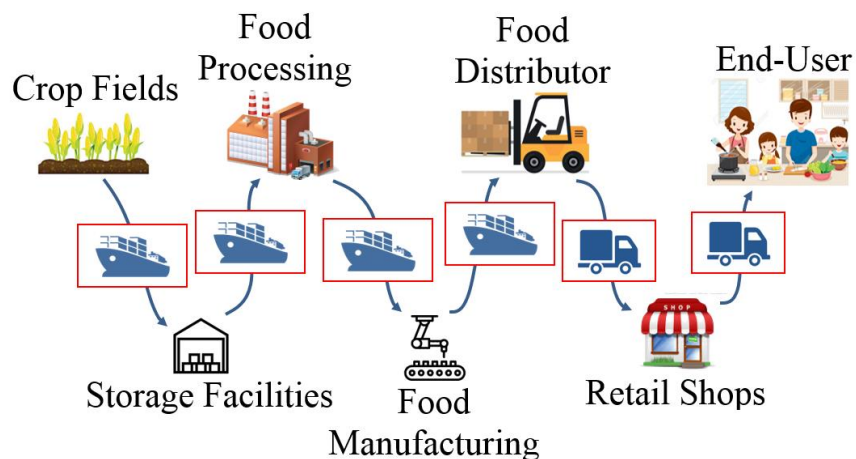 Crop Fields
Food
Processing
Food
Distributor
End-User
Storage Facilities
Food
Manufacturing
SHOP
Retail Shops